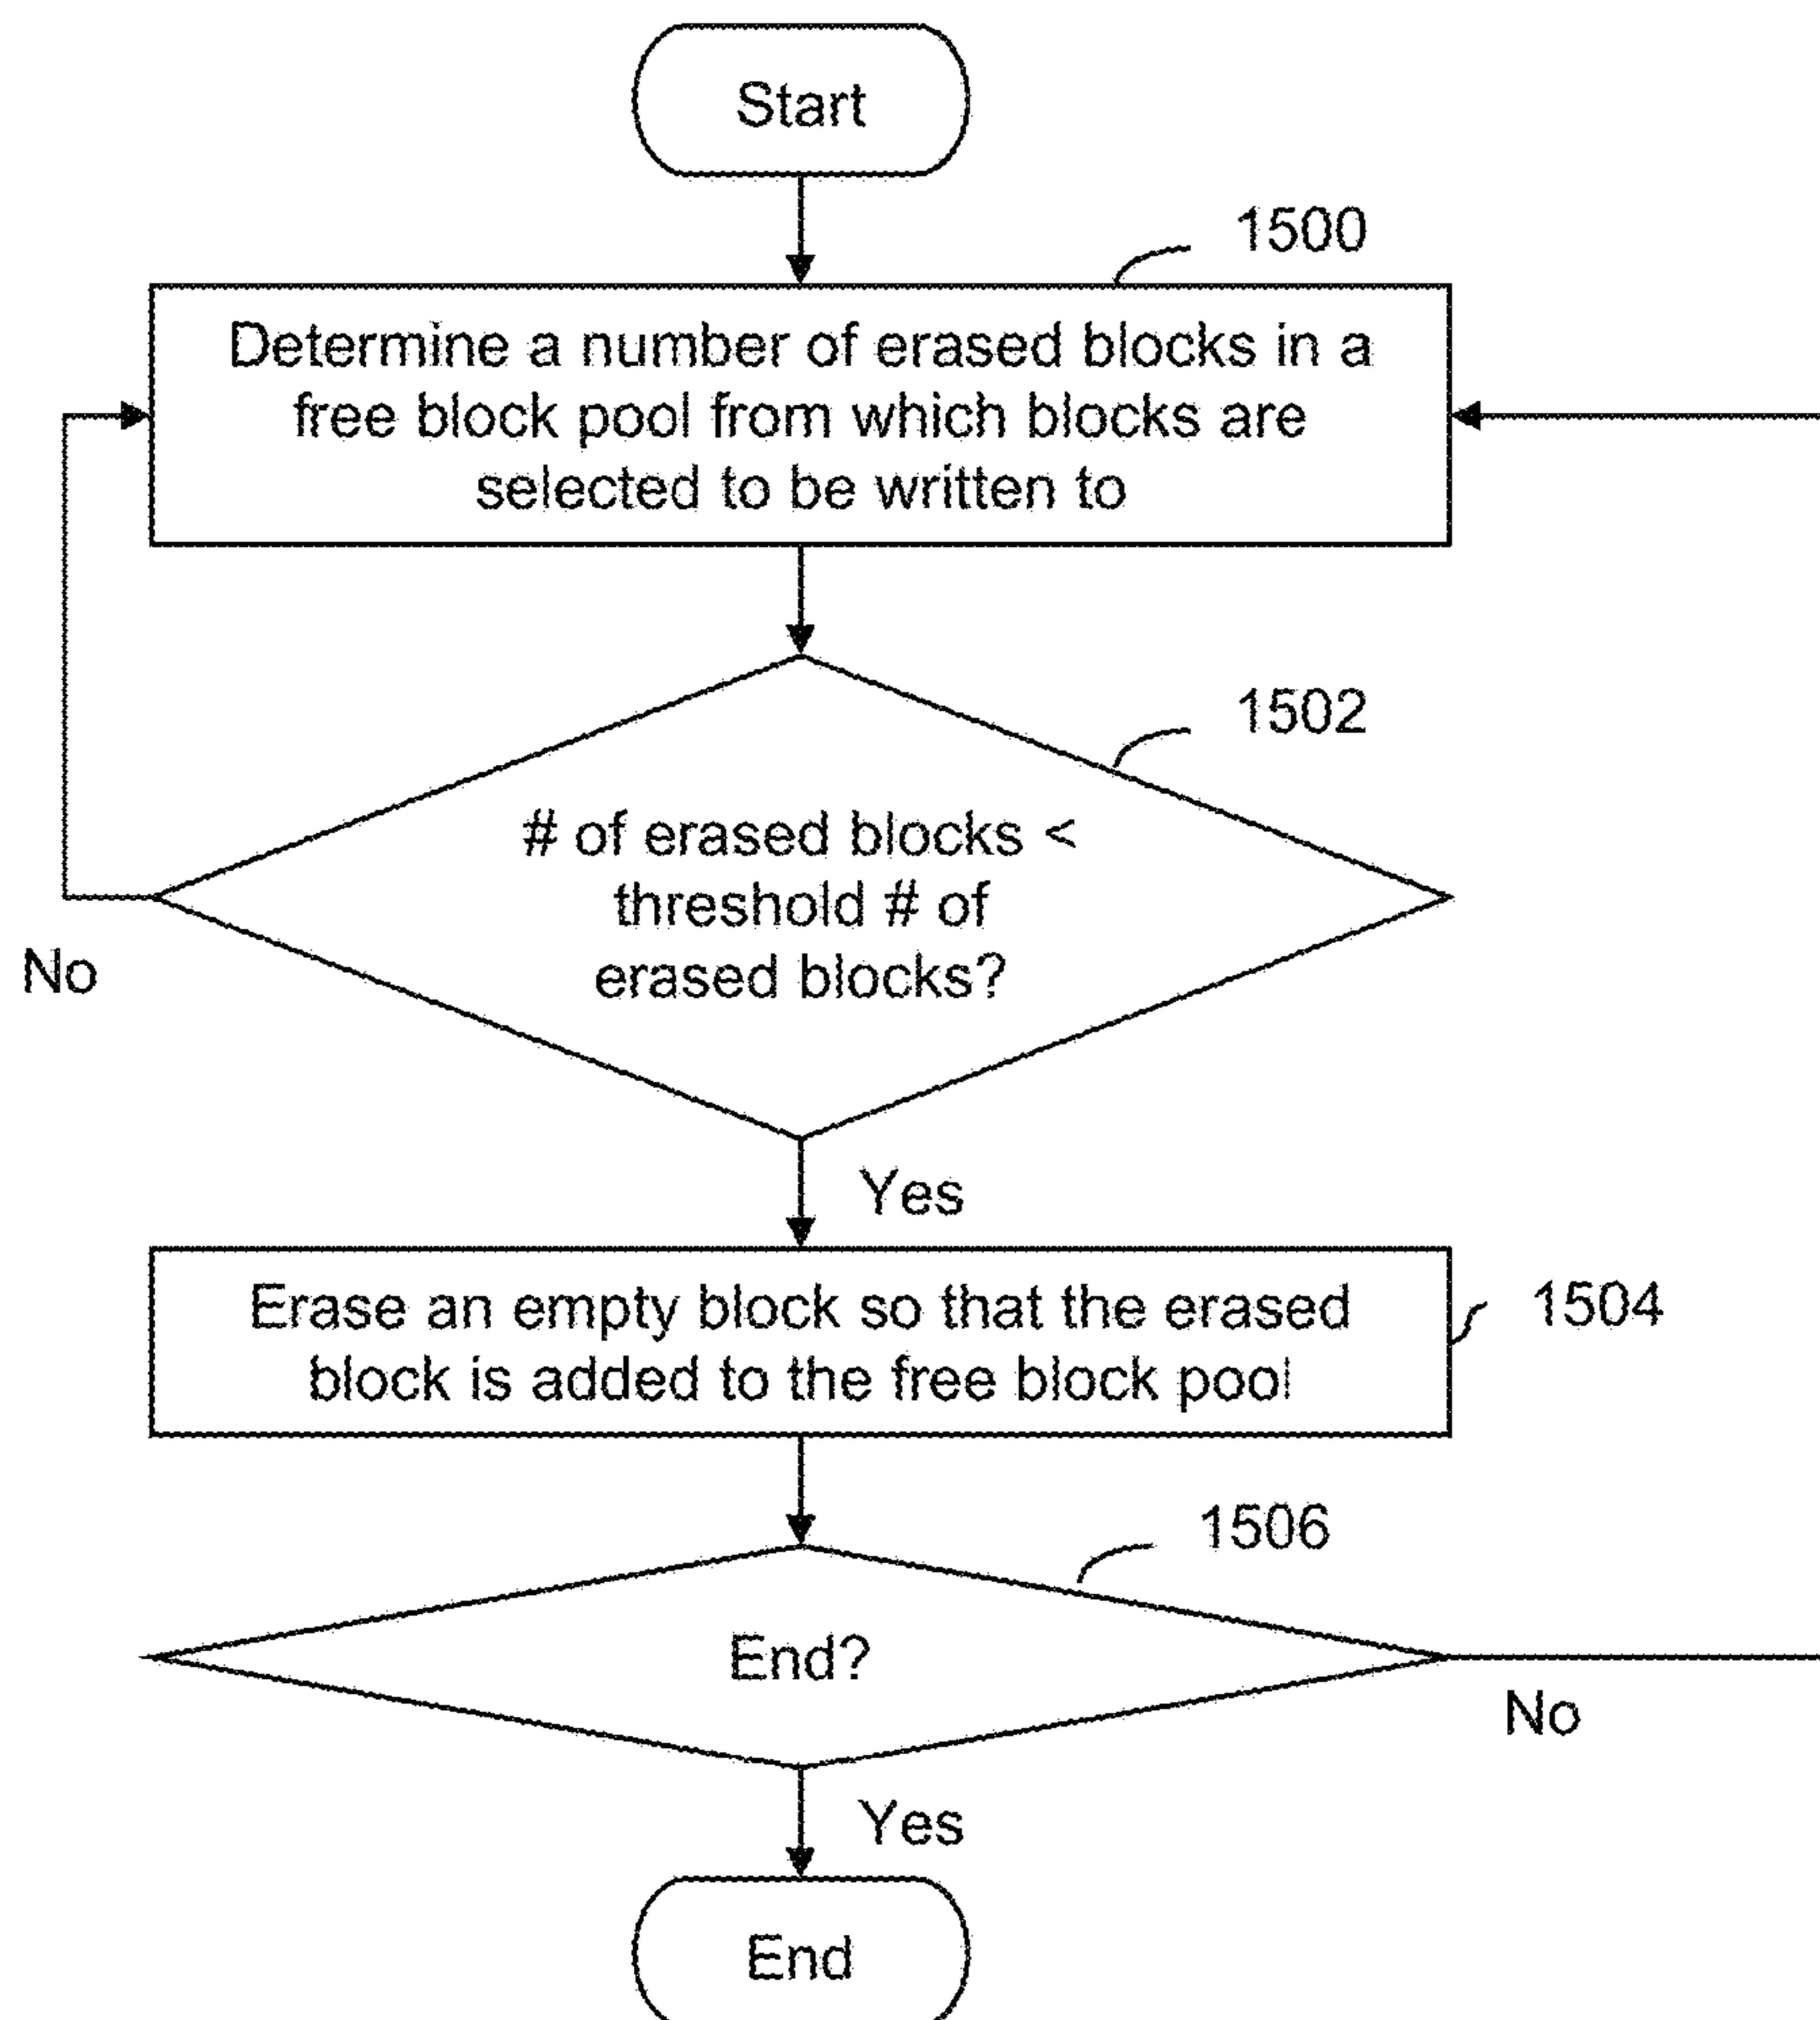 Start
1500
Determine a number of erased blocks in a
free block pool from which blocks are
selected to be written to
1502
# of erased blocks <
threshold # of
erased blocks?
No
Yes
Erase an empty block so that the erased
block is added to the free block pool
1504
1506
End?
No
Yes
End